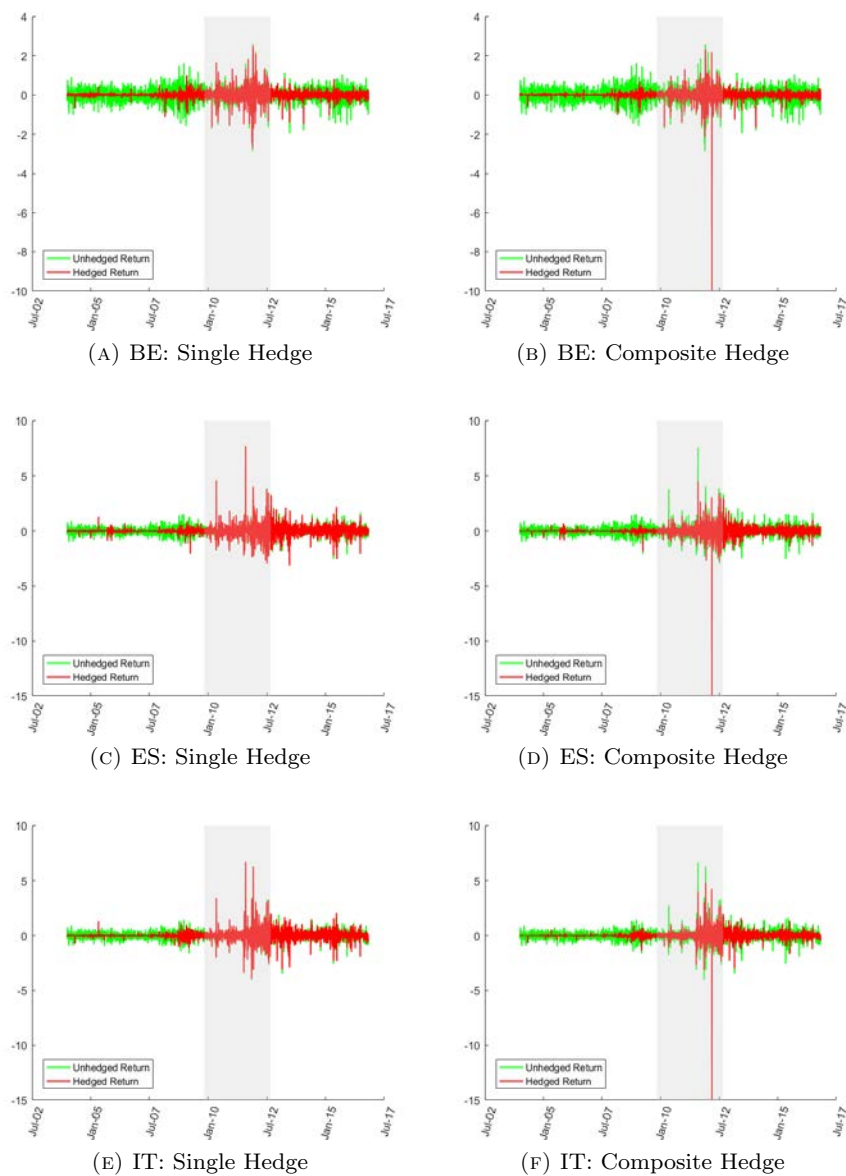 4
2
0
-2
-4
-6
-8
-10
Unhedged Return
Hedged Return
Jul-02
Jan-05
Jul-07
Jan-10
Jul-12
Jan-15
Jul-17
(A) BE: Single Hedge
4
2
0
-2
-4
-6
-8
-10
Unhedged Return
Hedged Return
Jul-02
Jan-05
Jul-07
Jan-10
Jul-12
Jan-15
Jul-17
(B) BE: Composite Hedge
10
5
0
-5
-10
-15
Unhedged Return
Hedged Return
Jul-02
Jan-05
Jul-07
Jan-10
Jul-12
Jan-15
Jul-17
(C) ES: Single Hedge
10
5
0
-5
-10
-15
Unhedged Return
Hedged Return
Jul-02
Jan-05
Jul-07
Jan-10
Jul-12
Jan-15
Jul-17
(D) ES: Composite Hedge
10
5
0
-5
-10
-15
Unhedged Return
Hedged Return
Jul-02
Jan-05
Jul-07
Jan-10
Jul-12
Jan-15
Jul-17
(E) IT: Single Hedge
10
5
0
-5
-10
-15
Unhedged Return
Hedged Return
Jul-02
Jan-05
Jul-07
Jan-10
Jul-12
Jan-15
Jul-17
(F) IT: Composite Hedge